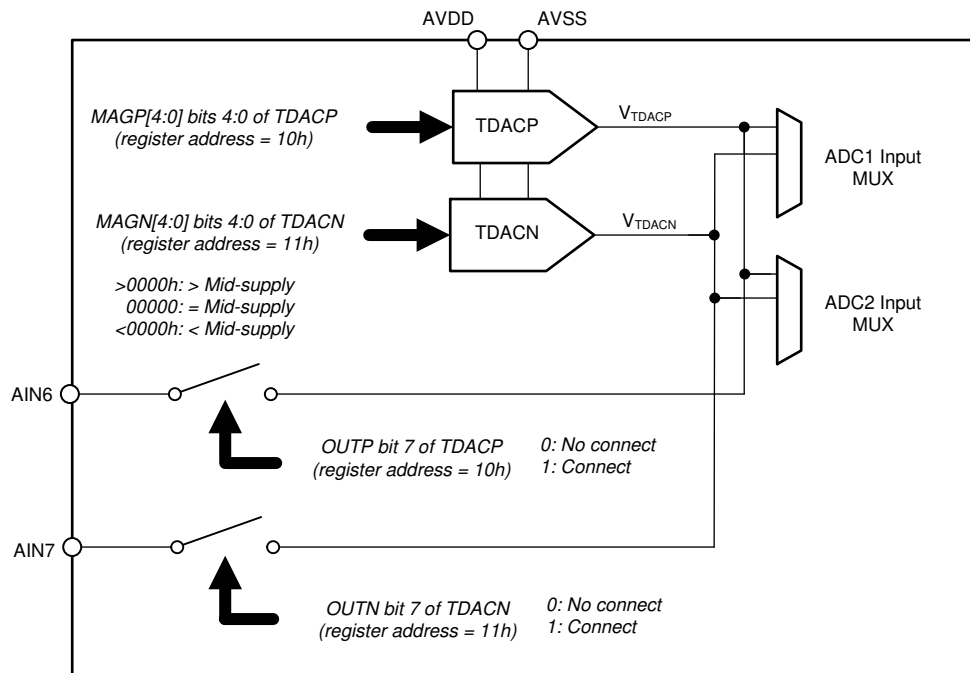 AVDD AVSS
MAGP[4:0] bits 4:0 of TDACP
(register address = 10h)
TDACP
VTDACP
ADC1 Input
MUX
MAGN[4:0] bits 4:0 of TDACN
(register address = 11h)
TDACN
VTDACN
>0000h: > Mid-supply
00000: = Mid-supply
<0000h: < Mid-supply
ADC2 Input
MUX
AIN6
OUTP bit 7 of TDACP
(register address = 10h)
0: No connect
1: Connect
AIN7
OUTN bit 7 of TDACN
(register address = 11h)
0: No connect
1: Connect